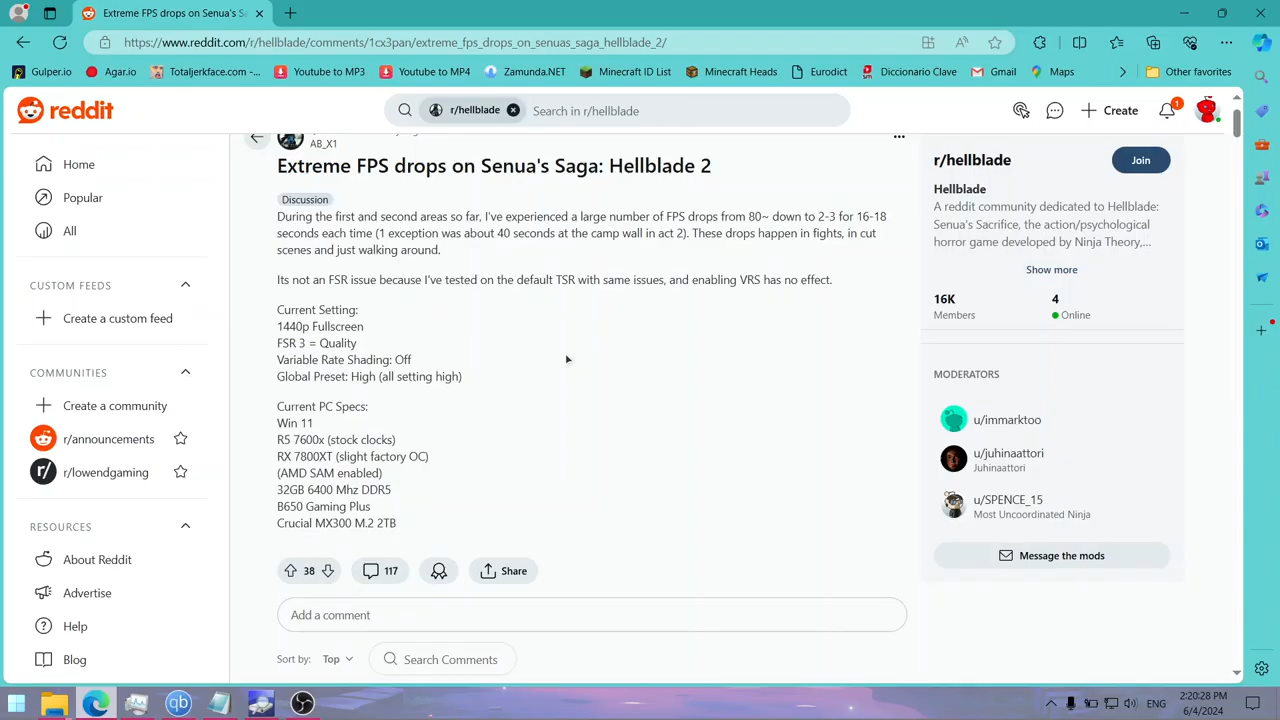 Extreme FPS drops on Senua's Sa
https://www.reddit.com/r/hellblade/comments/1cx3pan/extreme_fps_drops_on_senuas_saga_hellblade_2/
Gulper.io
Agar.io
Totaljerkface.com -...
Youtube to MP3
Youtube to MP4
Zamunda.NET
Minecraft ID List
Minecraft Heads
Eurodict
Diccionario Clave
Gmail
Maps
Other favorites
reddit
r/hellblade
Search in r/hellblade
Create
1
Home
Popular
All
CUSTOM FEEDS
Create a custom feed
COMMUNITIES
Create a community
r/announcements
r/lowendgaming
RESOURCES
About Reddit
Advertise
Help
Blog
AB_X1
Extreme FPS drops on Senua's Saga: Hellblade 2
Discussion
During the first and second areas so far, I've experienced a large number of FPS drops from 80~ down to 2-3 for 16-18
seconds each time (1 exception was about 40 seconds at the camp wall in act 2). These drops happen in fights, in cut
scenes and just walking around.
Its not an FSR issue because I've tested on the default TSR with same issues, and enabling VRS has no effect.
Current Setting:
1440p Fullscreen
FSR 3 = Quality
Variable Rate Shading: Off
Global Preset: High (all setting high)
Current PC Specs:
Win 11
R5 7600x (stock clocks)
RX 7800XT (slight factory OC)
(AMD SAM enabled)
32GB 6400 Mhz DDR5
B650 Gaming Plus
Crucial MX300 M.2 2TB
38
117
Share
Add a comment
Sort by:
Top
Search Comments
r/hellblade
Join
Hellblade
A reddit community dedicated to Hellblade:
Senua's Sacrifice, the action/psychological
horror game developed by Ninja Theory,...
Show more
16K
4
Members
Online
MODERATORS
u/immarktoo
u/juhinaattori
Juhinaattori
u/SPENCE_15
Most Uncoordinated Ninja
Message the mods
ENG
2:20:28 PM
6/4/2024